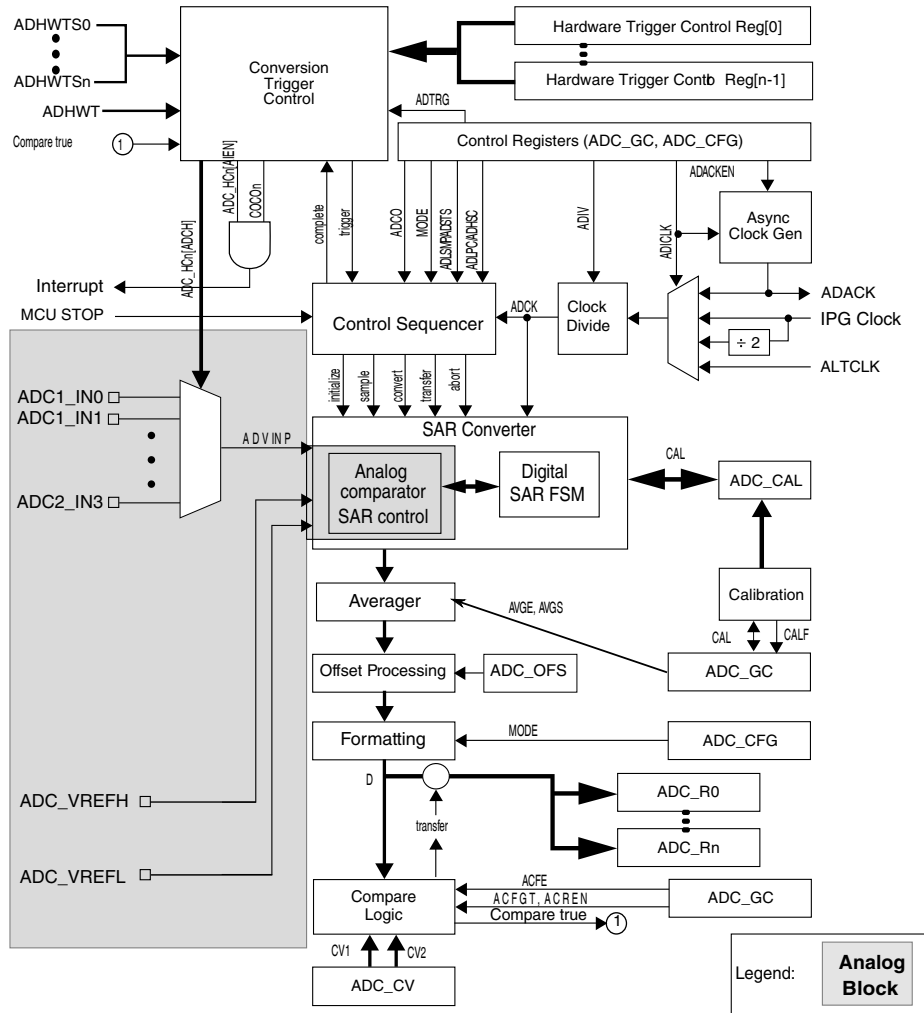 ADHWTS0
ADHWTSn
ADHWT
Compare true
1
Conversion
Trigger
Control
Hardware Trigger Control Reg[0]
Hardware Trigger Contb Reg[n-1]
ADTRG
Control Registers (ADC_GC, ADC_CFG)
ADACKEN
ADC_HCn[ADCH]
ADC_HCn[AIEN]
COCOn
complete
trigger
ADCO
MODE
ADLSMP/ADSTS
ADLPC/ADHSC
ADIV
ADICLK
Async
Clock Gen
Interrupt
MCU STOP
Control Sequencer
ADCK
Clock
Divide
ADACK
IPG Clock
÷ 2
ALTCLK
initialize
sample
convert
transfer
abort
ADC1_IN0
ADC1_IN1
ADC2_IN3
A D V IN P
SAR Converter
Analog
comparator
SAR control
Digital
SAR FSM
CAL
ADC_CAL
Averager
AVGE, AVGS
Calibration
CAL
CALF
Offset Processing
ADC_OFS
ADC_GC
Formatting
MODE
ADC_CFG
D
ADC_R0
ADC_VREFH
transfer
ADC_Rn
ADC_VREFL
Compare
Logic
ACFE
ACFGT, ACREN
Compare true
1
ADC_GC
CV1
CV2
ADC_CV
Legend:
Analog
Block